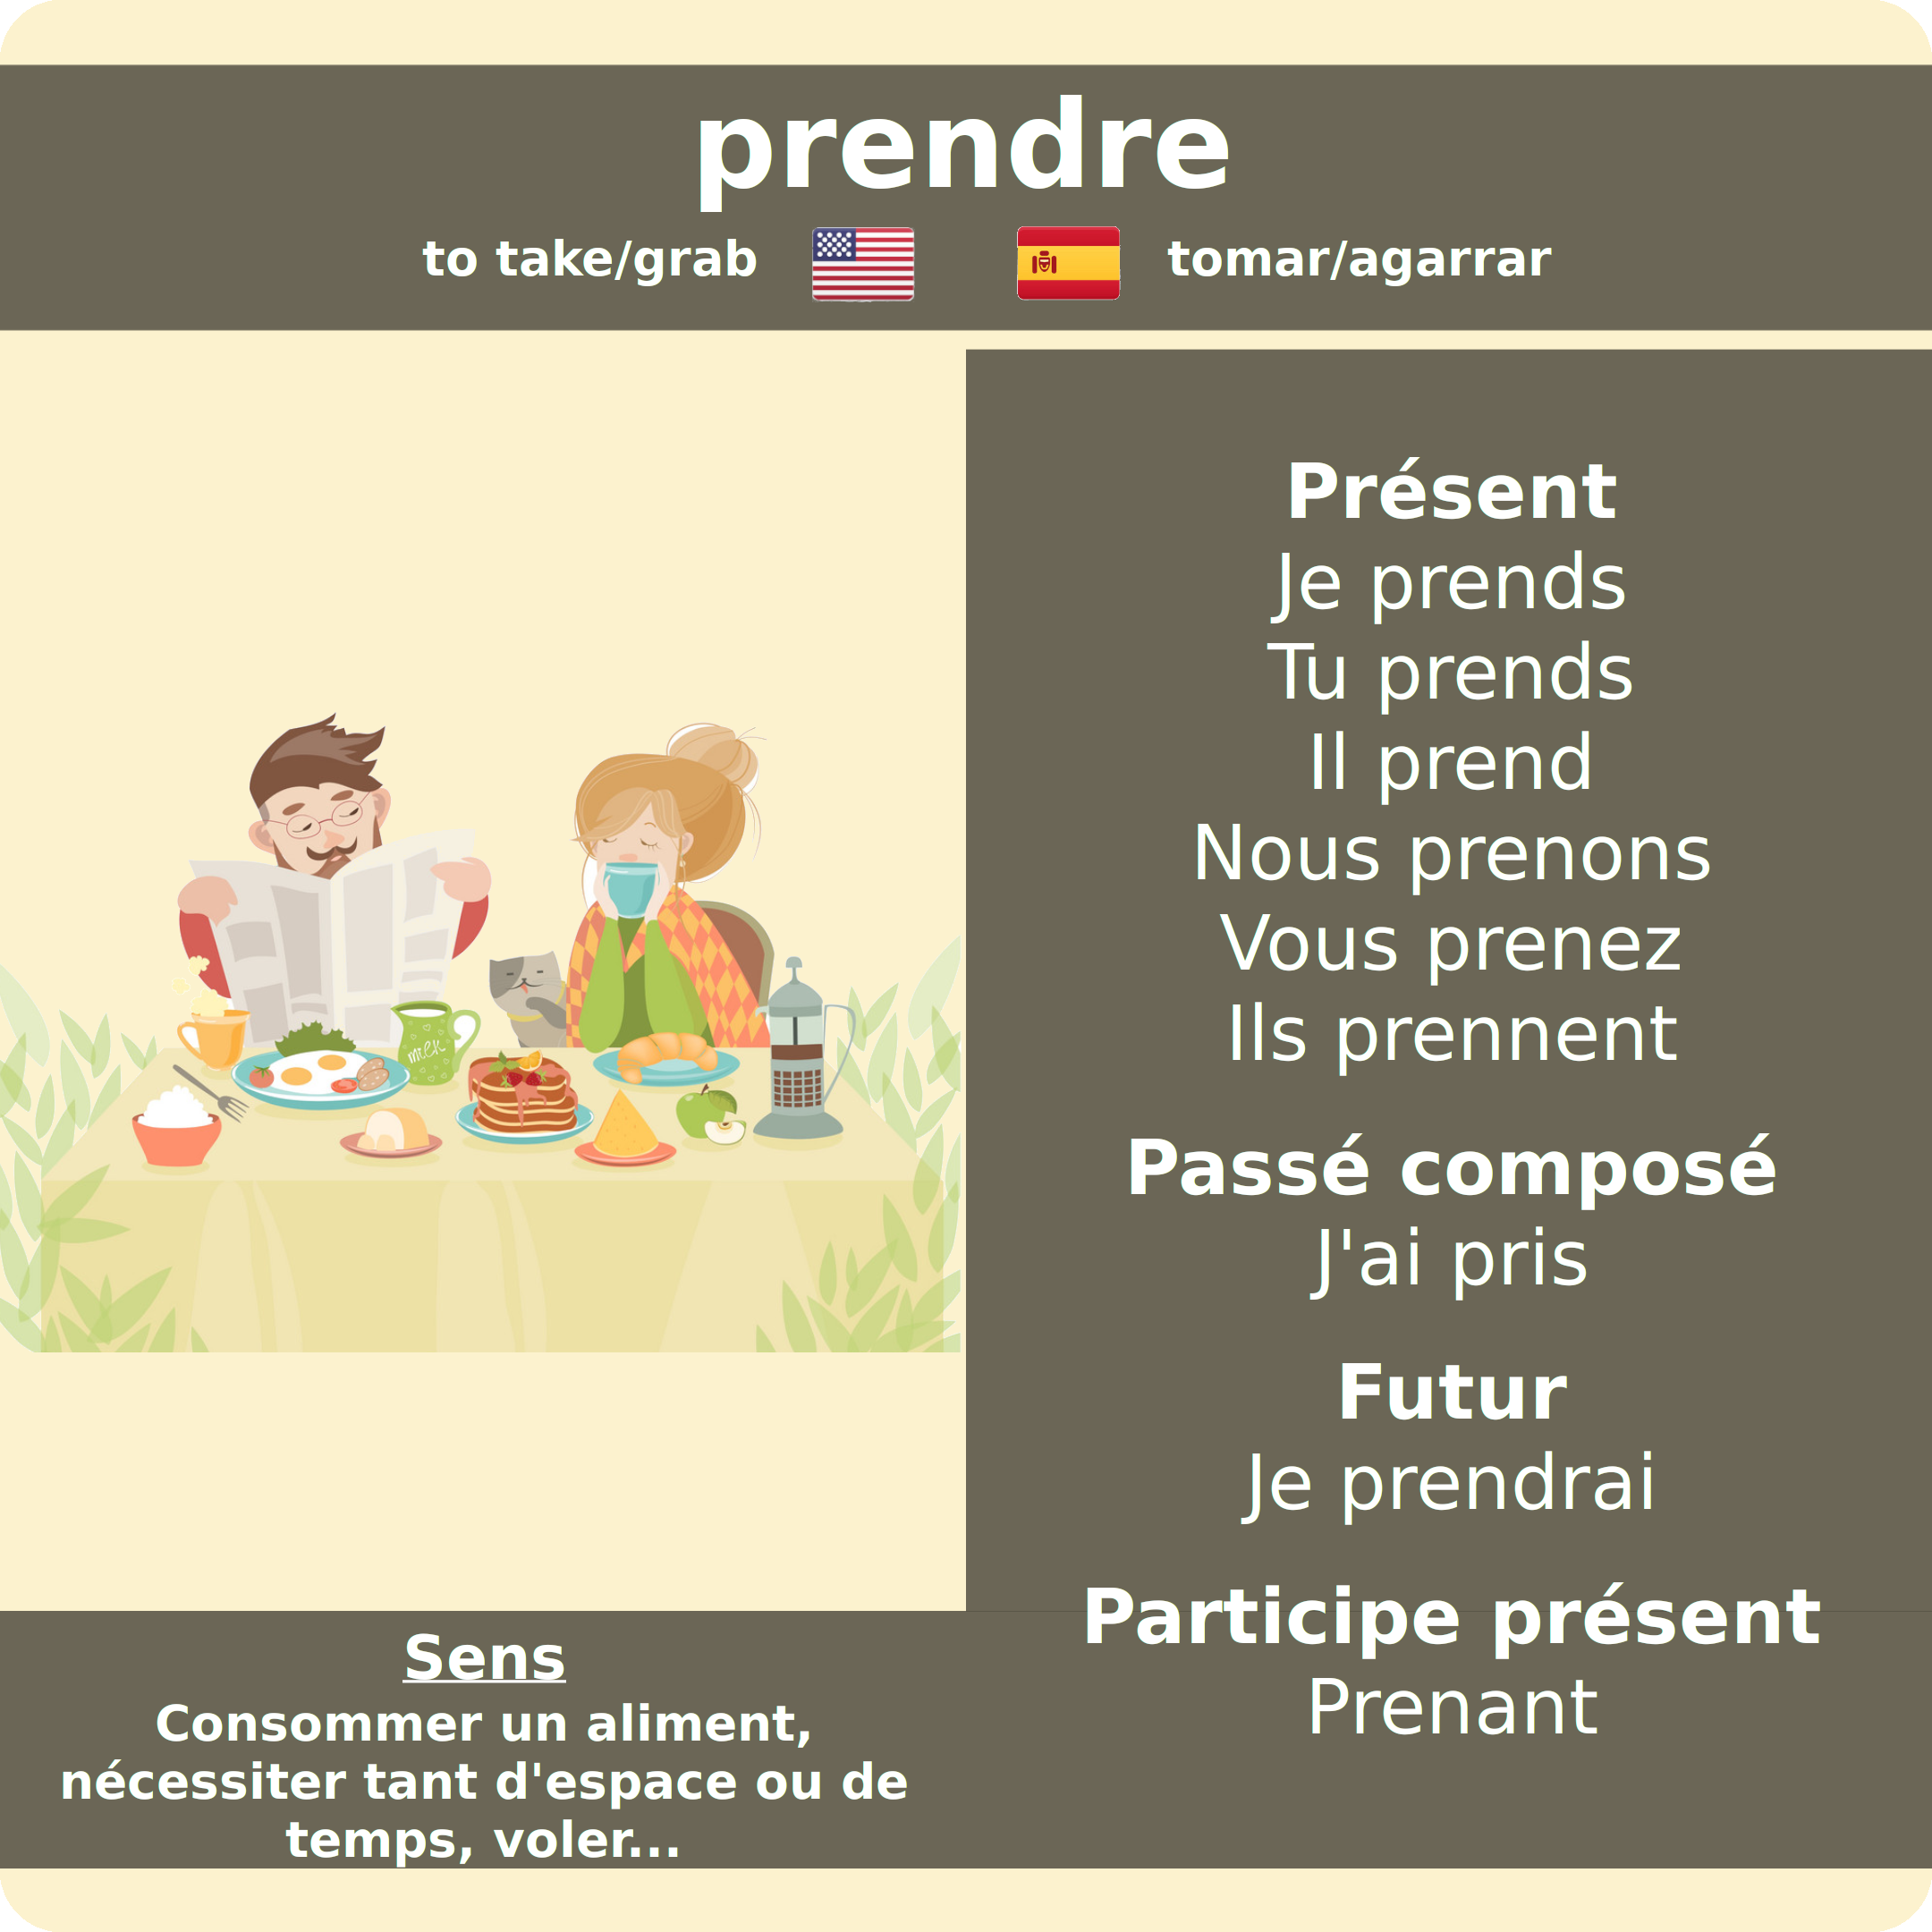 prendre
to take/grab
tomar/agarrar
Présent
Je prends
Tu prends
Il prend
Nous prenons
Vous prenez
Ils prennent
Passé composé
J'ai pris
Futur
Je prendrai
Participe présent
Prenant
milk
Sens
Consommer un aliment,
nécessiter tant d'espace ou de
temps, voler...